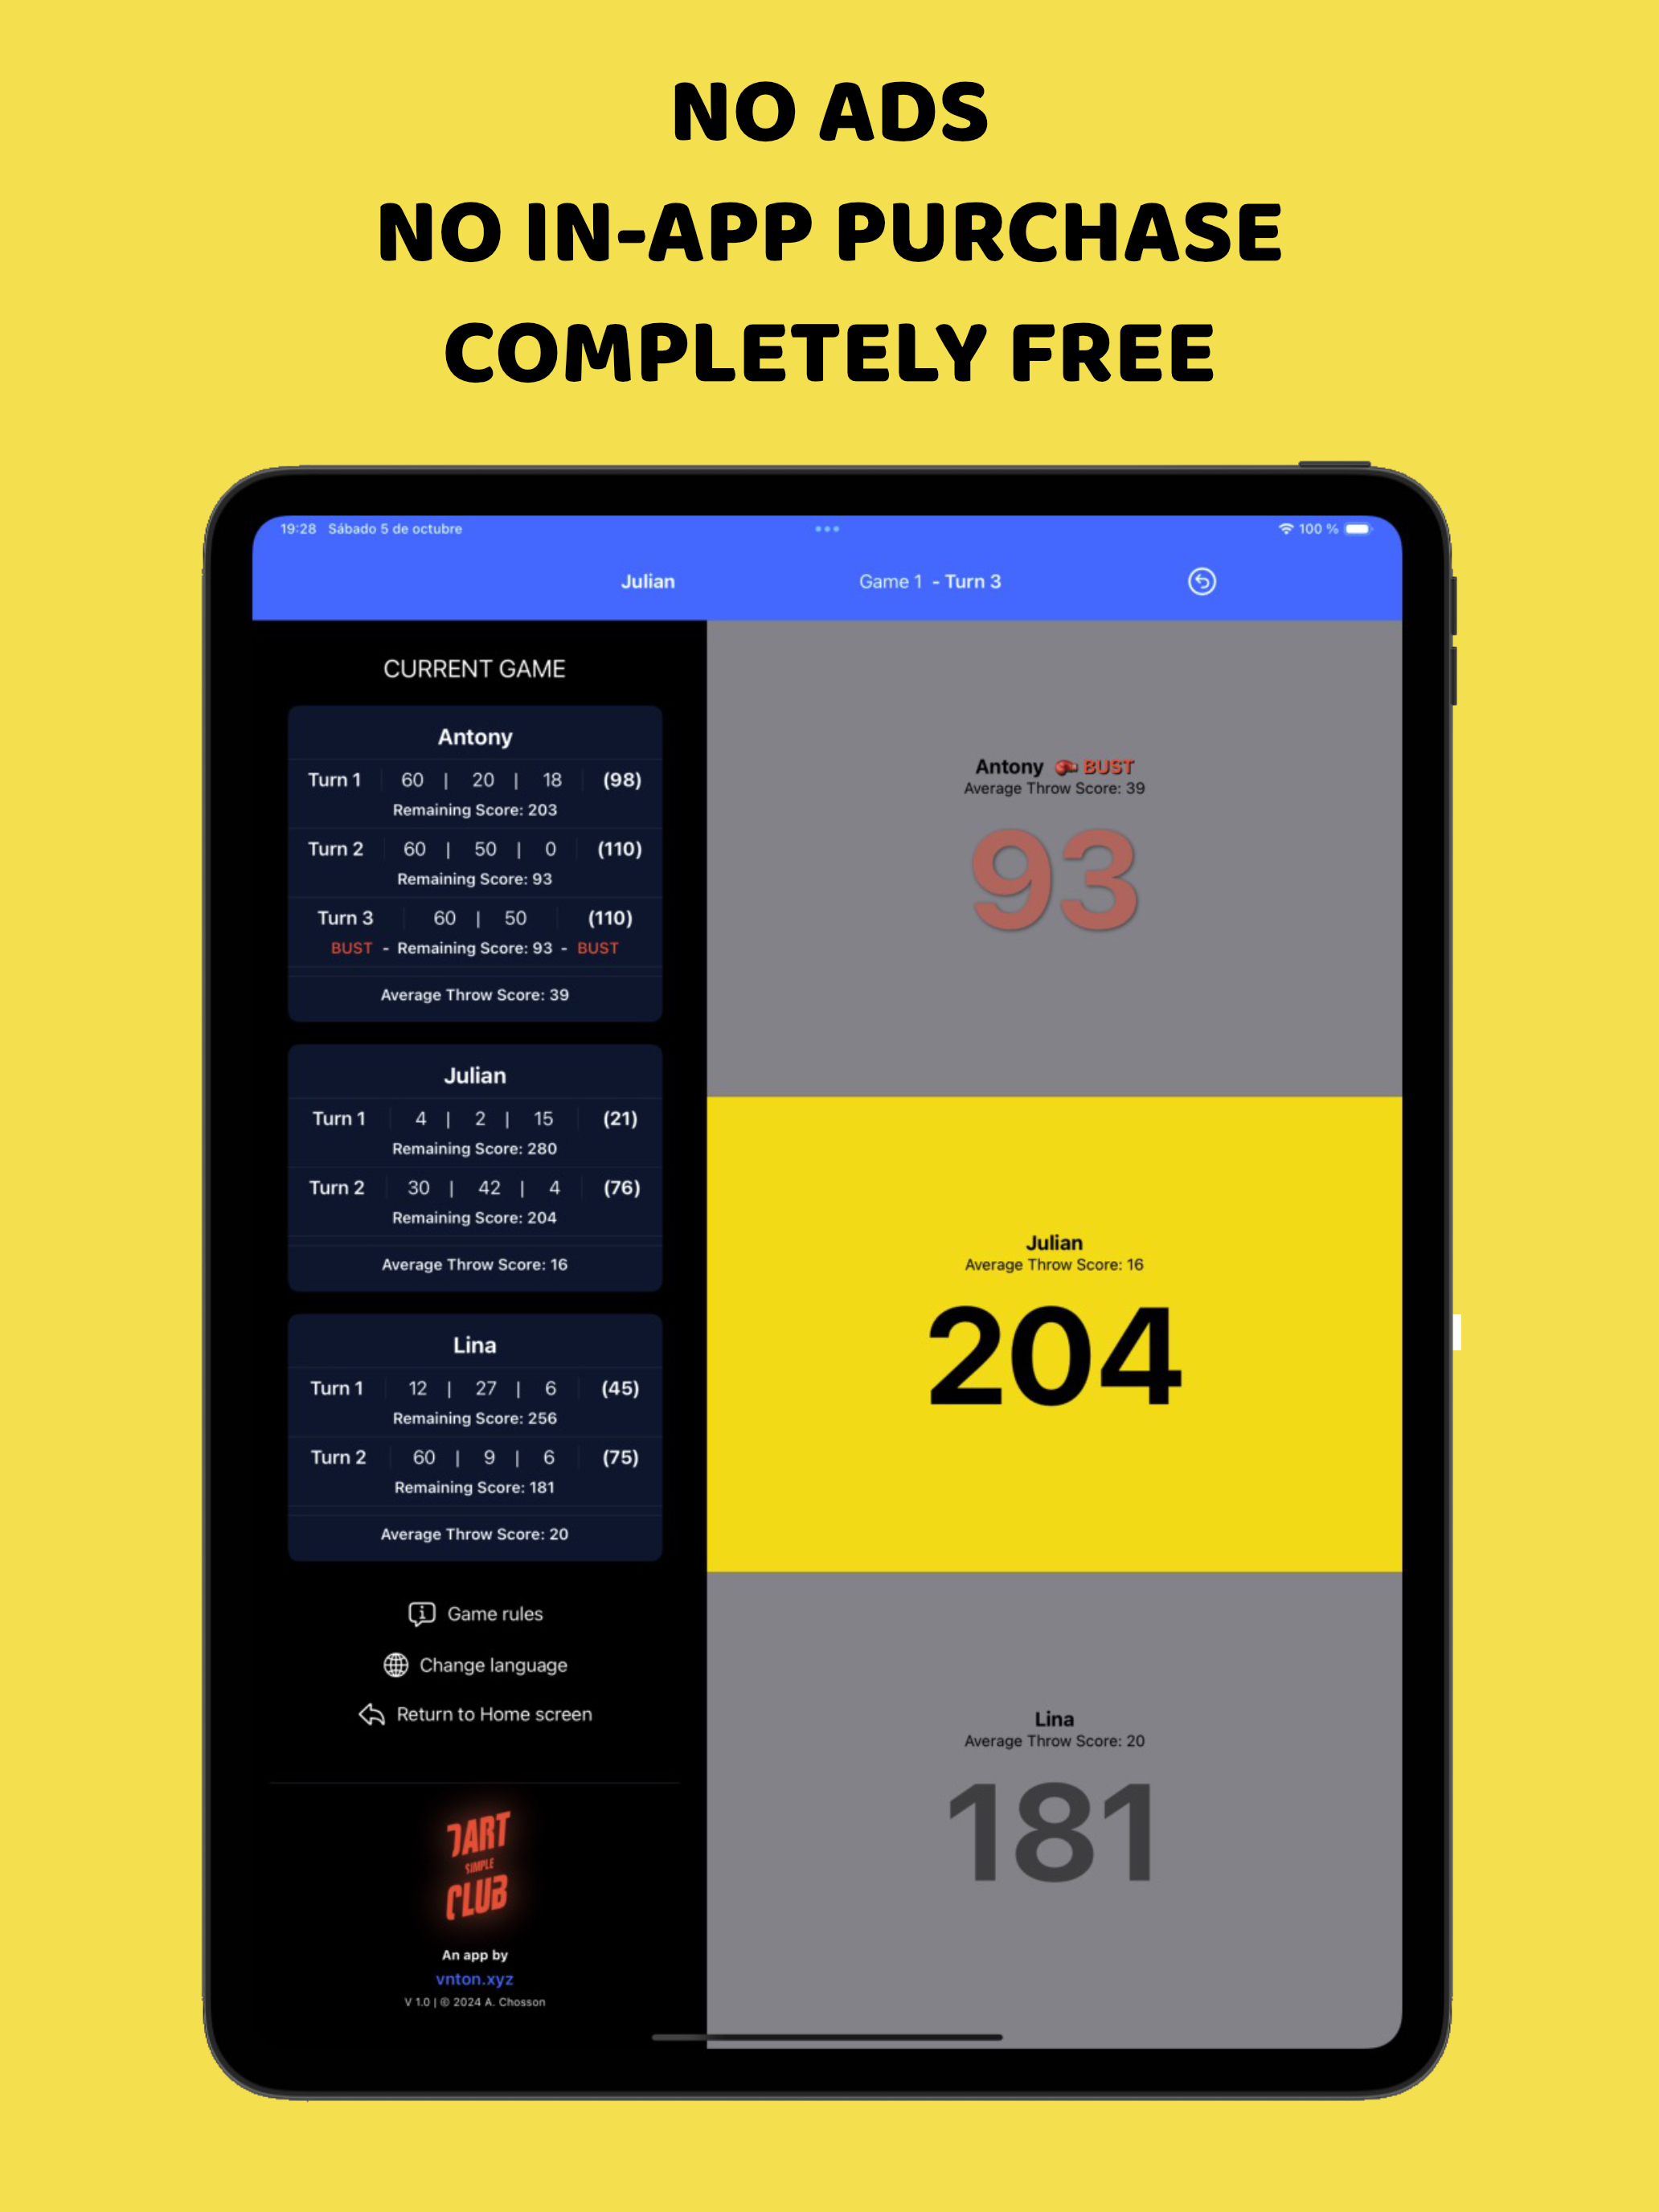 NO ADS
NO IN-APP PURCHASE
COMPLETELY FREE
19:28 Sábado 5 de octubre
100 %
Julian
Game 1 - Turn 3
CURRENT GAME
Antony
Turn 1 60 | 20 | 18 (98)
Remaining Score: 203
Turn 2 60 | 50 | 0 (110)
Remaining Score: 93
Turn 3 60 | 50 (110)
BUST - Remaining Score: 93 - BUST
Average Throw Score: 39
Julian
Turn 1 4 | 2 | 15 (21)
Remaining Score: 280
Turn 2 30 | 42 | 4 (76)
Remaining Score: 204
Average Throw Score: 16
Lina
Turn 1 12 | 27 | 6 (45)
Remaining Score: 256
Turn 2 60 | 9 | 6 (75)
Remaining Score: 181
Average Throw Score: 20
Game rules
Change language
Return to Home screen
DART
SIMPLE
CLUB
An app by
vnton.xyz
V 1.0 | © 2024 A. Chosson
Antony BUST
Average Throw Score: 39
93
Julian
Average Throw Score: 16
204
Lina
Average Throw Score: 20
181